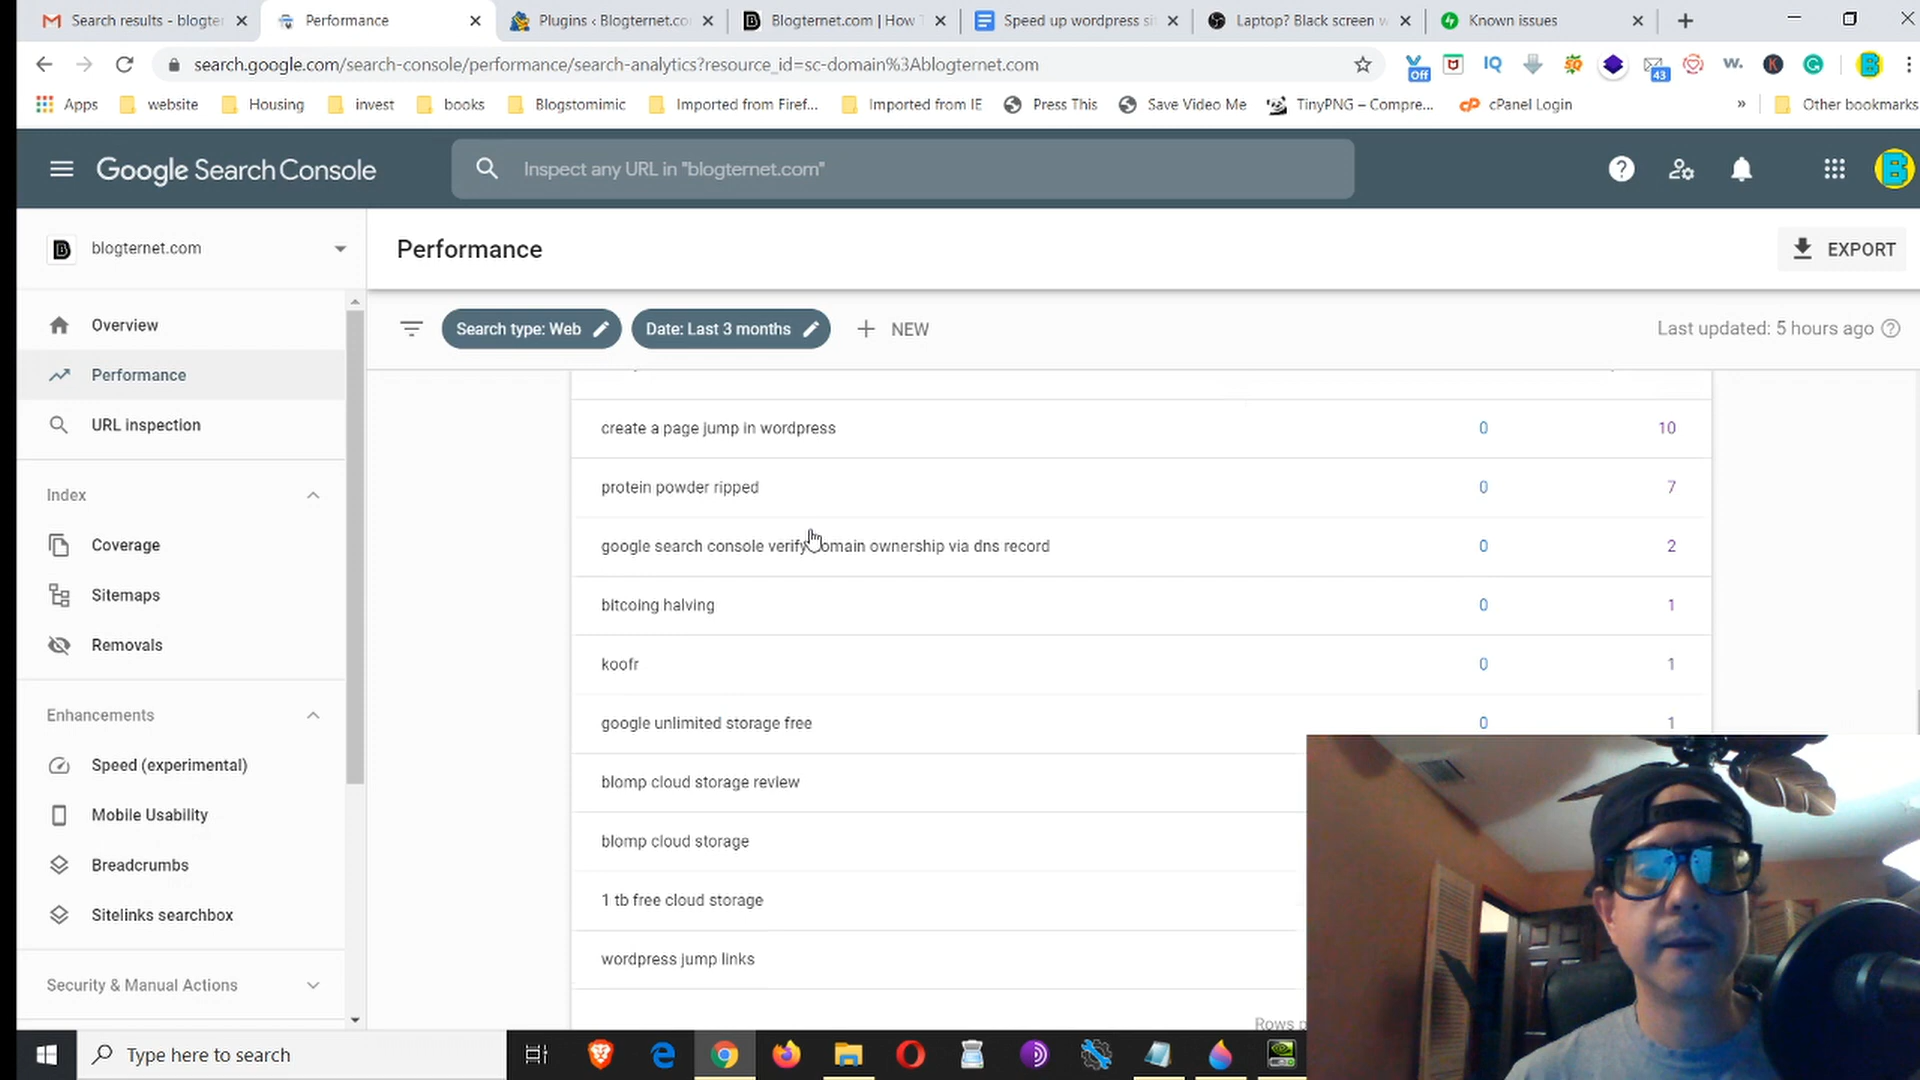 Search results - blogter
Performance
Plugins ‹ Blogternet.co
Blogternet.com | How
Speed up wordpress si
Laptop? Black screen w
Known issues
search.google.com/search-console/performance/search-analytics?resource_id=sc-domain%3Ablogternet.com
Off
IQ
43
w.
K
Apps
website
Housing
invest
books
Blogstomimic
Imported from Firef...
Imported from IE
Press This
Save Video Me
TinyPNG – Compre...
cPanel Login
Other bookmarks
Google Search Console
Inspect any URL in "blogternet.com"
blogternet.com
Performance
EXPORT
Overview
Performance
URL inspection
Index
Coverage
Sitemaps
Removals
Enhancements
Speed (experimental)
Mobile Usability
Breadcrumbs
Sitelinks searchbox
Security & Manual Actions
Search type: Web
Date: Last 3 months
NEW
Last updated: 5 hours ago
create a page jump in wordpress 0 10
protein powder ripped 0 7
google search console verify domain ownership via dns record 0 2
bitcoing halving 0 1
koofr 0 1
google unlimited storage free 0 1
blomp cloud storage review
blomp cloud storage
1 tb free cloud storage
wordpress jump links
Rows
Type here to search